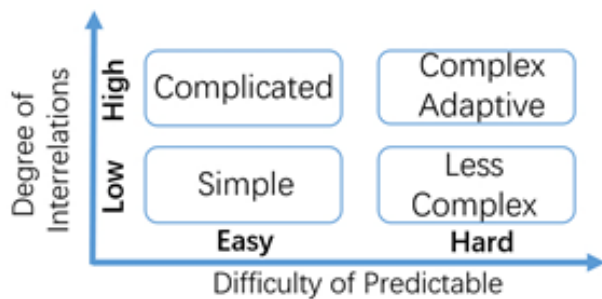 Degree of
Interrelations
High
Complicated
Complex
Adaptive
Low
Simple
Less
Complex
Easy
Hard
Difficulty of Predictable